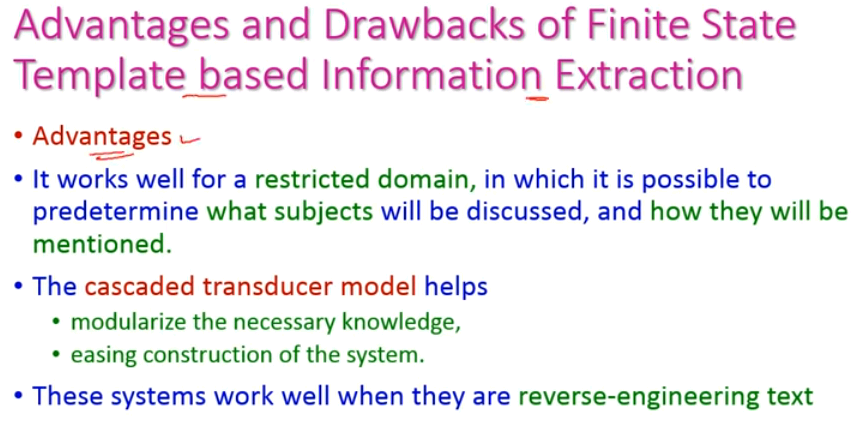 Advantages and Drawbacks of Finite State
Template based Information Extraction
• Advantages
• It works well for a restricted domain, in which it is possible to
predetermine what subjects will be discussed, and how they will be
mentioned.
• The cascaded transducer model helps
• modularize the necessary knowledge,
• easing construction of the system.
• These systems work well when they are reverse-engineering text